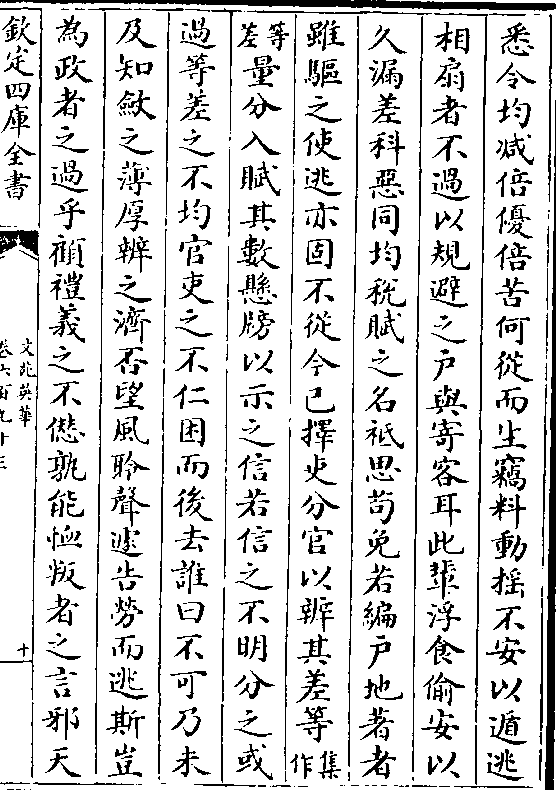 悉令均减倍優倍苦何從而生竊料動摇不安以遁逃
相扇者不過以規避之户與寄客耳此輩浮食偷安以
久漏差科惡同均税賦之名祗思苟免若編户地著者
雖驅之使逃亦固不從今已擇吏分官以辨其差等集作
等差量分入賦其數懸牓以示之信若信之不明分之或
過等差之不均官吏之不仁困而後去誰曰不可乃未
及知斂之薄厚辨之濟否望風聆聲遽告勞而逃斯豈
為政者之過乎顧禮義之不愆孰能恤叛者之言邪天
欽定四庫全書
文苑英華
卷六百九十三
十